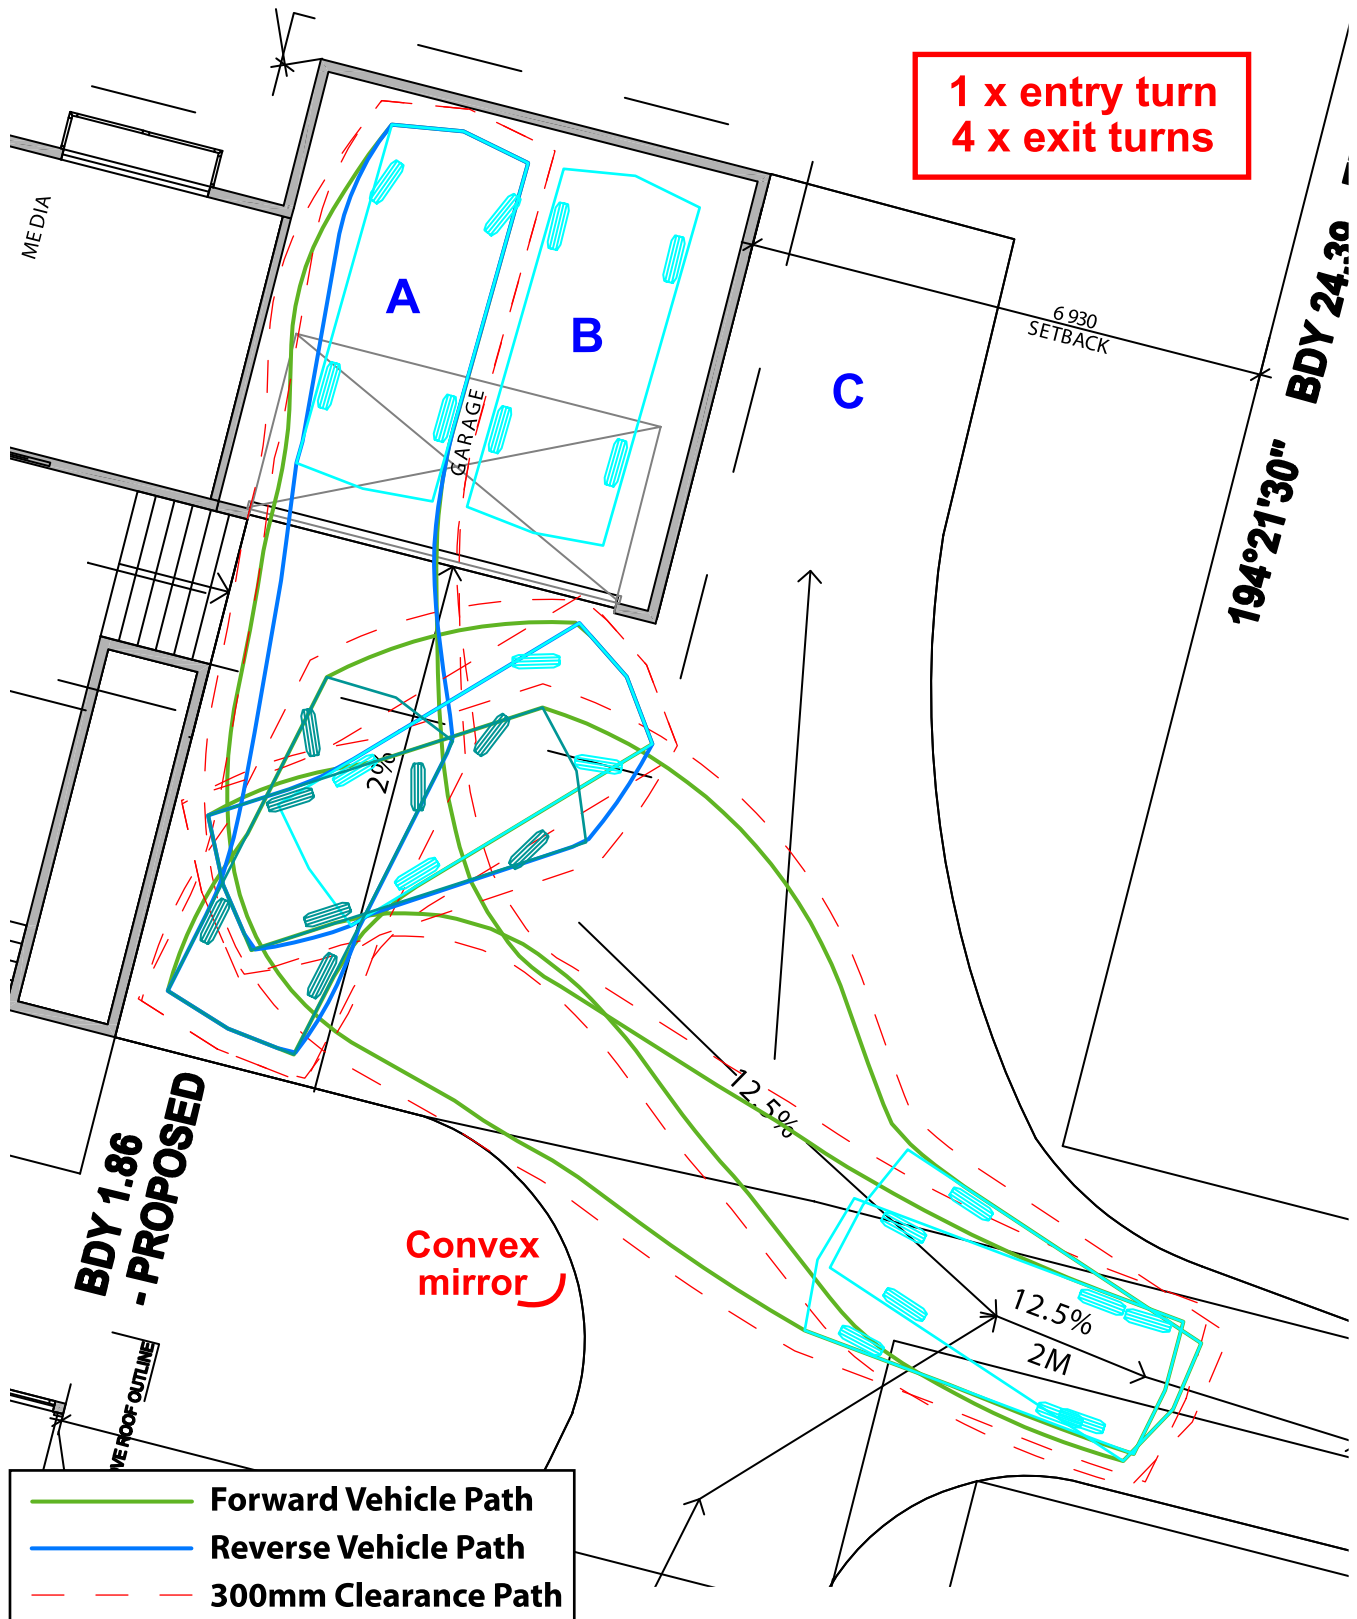 1 x entry turn
4 x exit turns
MEDIA
A
B
C
6 930
SETBACK
BDY 24.39
194°21'30"
GARAGE
2%
12.5%
12.5%
2M
BDY 1.86
- PROPOSED
Convex
mirror
VE ROOF OUTLINE
Forward Vehicle Path
Reverse Vehicle Path
300mm Clearance Path